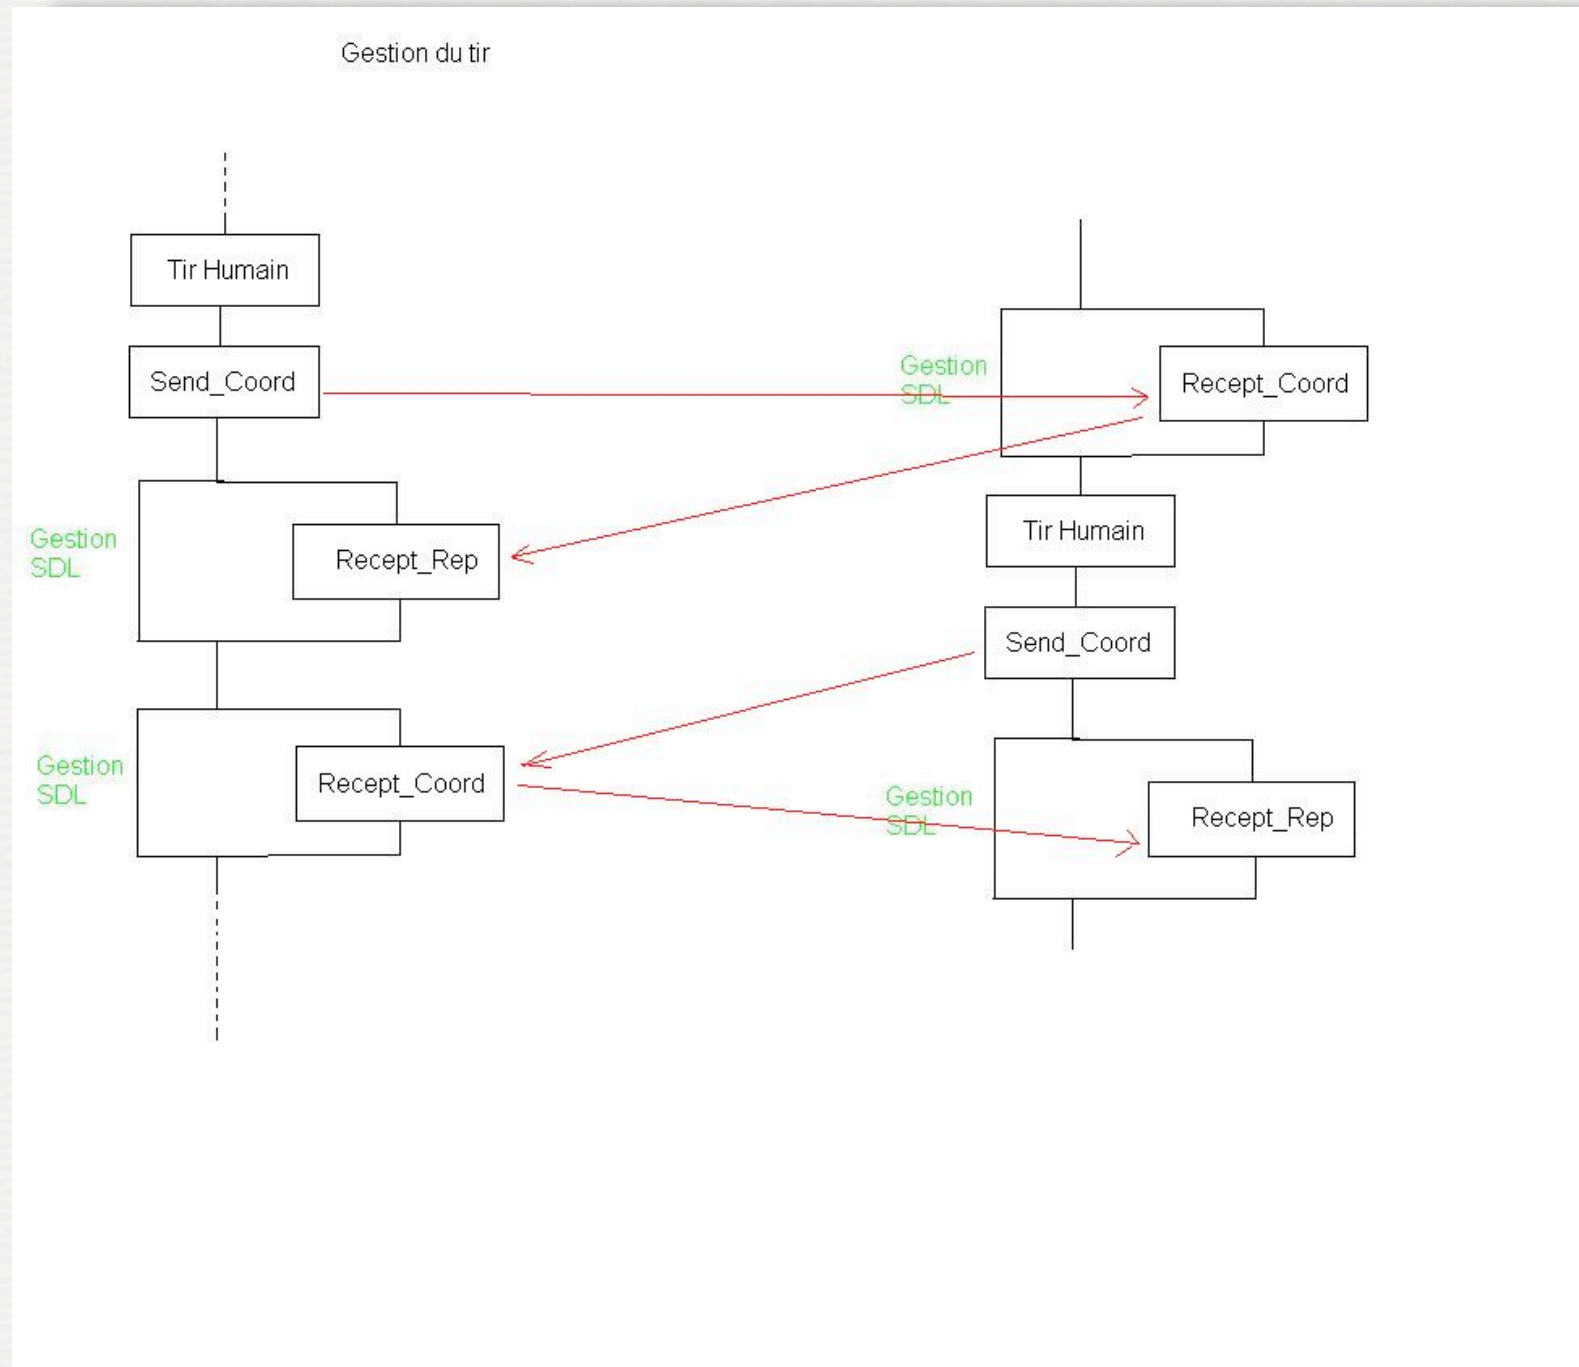 Gestion du tir
Tir Humain
Send_Coord
Gestion
SDL
Recept_Rep
Gestion
SDL
Recept_Coord
Gestion
SDL
Recept_Coord
Tir Humain
Send_Coord
Gestion
SDL
Recept_Rep